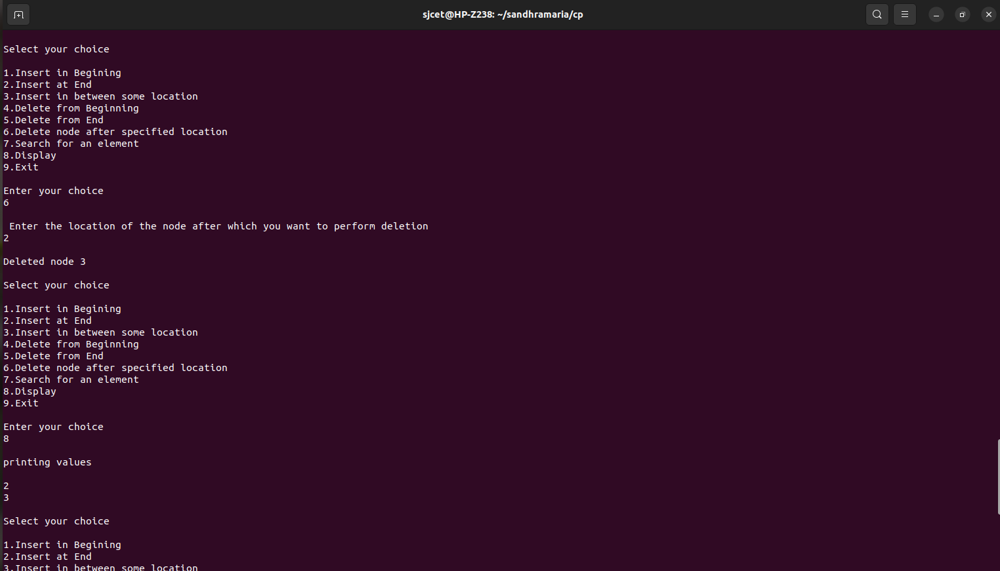 sjcet@HP-Z238: ~/sandhramaria/cp
Select your choice
1.Insert in Begining
2.Insert at End
3.Insert in between some location
4.Delete from Beginning
5.Delete from End
6.Delete node after specified location
7.Search for an element
8.Display
9.Exit
Enter your choice
6
Enter the location of the node after which you want to perform deletion
2
Deleted node 3
Select your choice
1.Insert in Begining
2.Insert at End
3.Insert in between some location
4.Delete from Beginning
5.Delete from End
6.Delete node after specified location
7.Search for an element
8.Display
9.Exit
Enter your choice
8
printing values
2
3
Select your choice
1.Insert in Begining
2.Insert at End
3.Insert in between some location